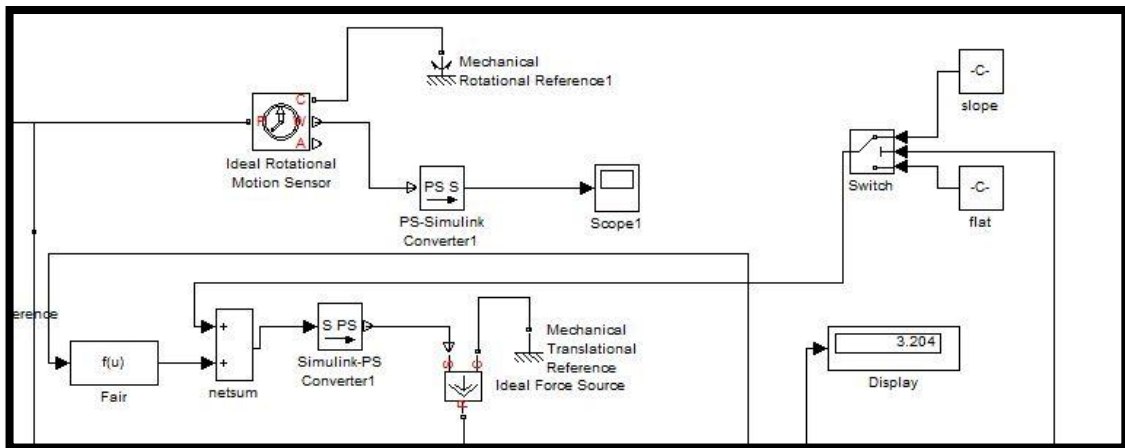 Mechanical
Rotational Reference1
C
R
W
A
Ideal Rotational
Motion Sensor
-C-
slope
Switch
-C-
flat
PS S
PS-Simulink
Converter1
Scope1
erence
f(u)
Fair
+
+
netsum
S PS
Simulink-PS
Converter1
S
C
R
Mechanical
Translational
Reference
Ideal Force Source
3.204
Display